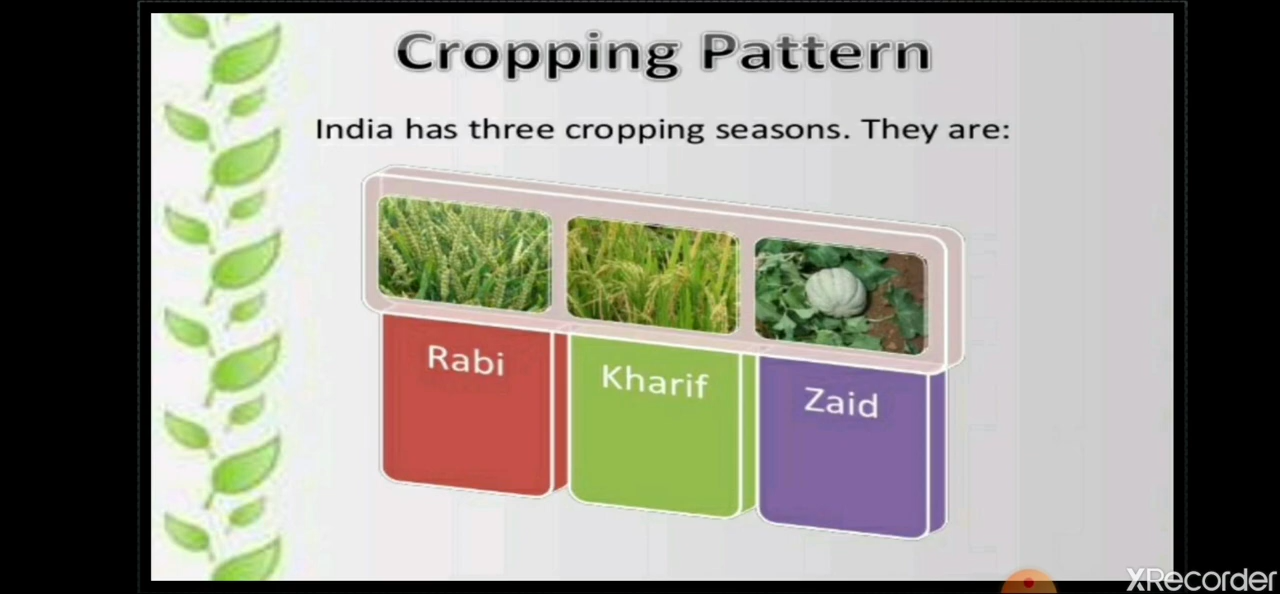 Cropping Pattern
India has three cropping seasons. They are:
Rabi
Kharif
Zaid
XRecorder